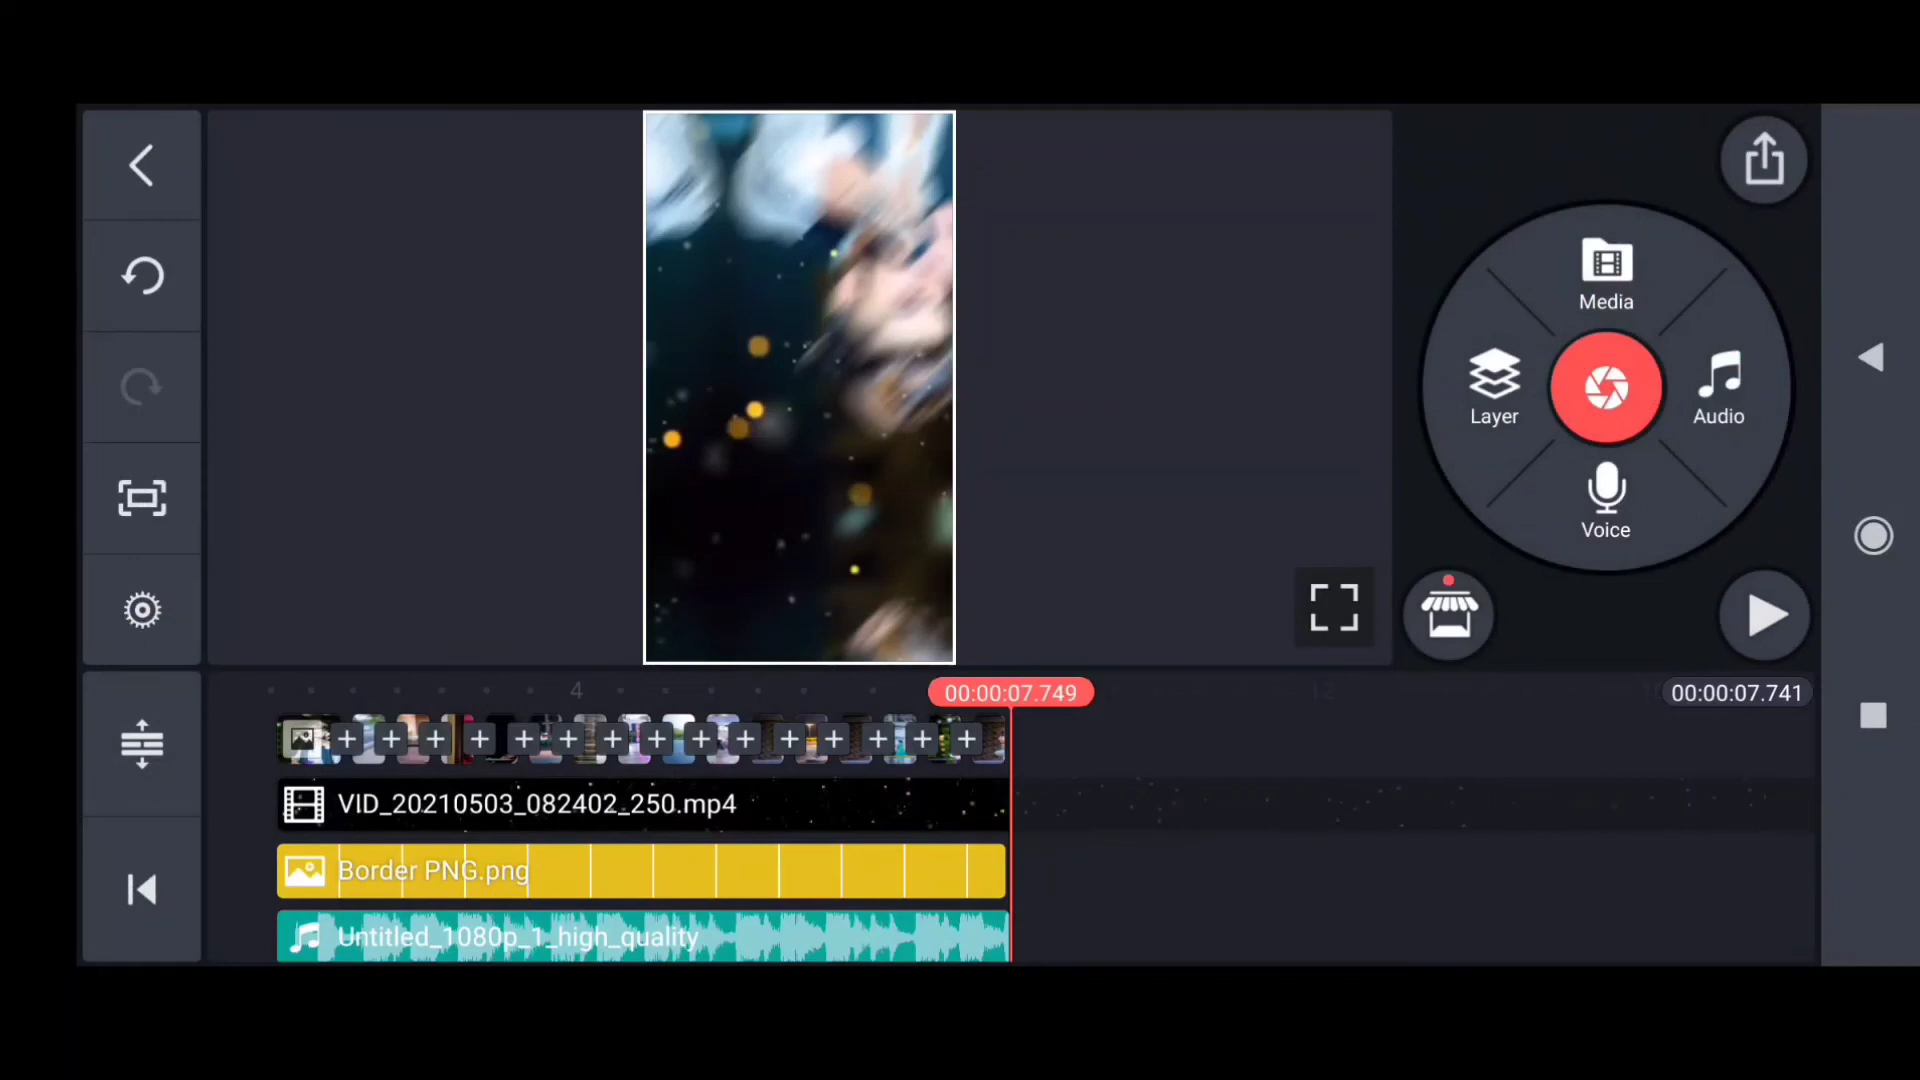 Media
Layer
Audio
Voice
4
00:00:07.749
12
00:00:07.741
VID_20210503_082402_250.mp4
Border PNG.png
Untitled_1080p_1_high_quality